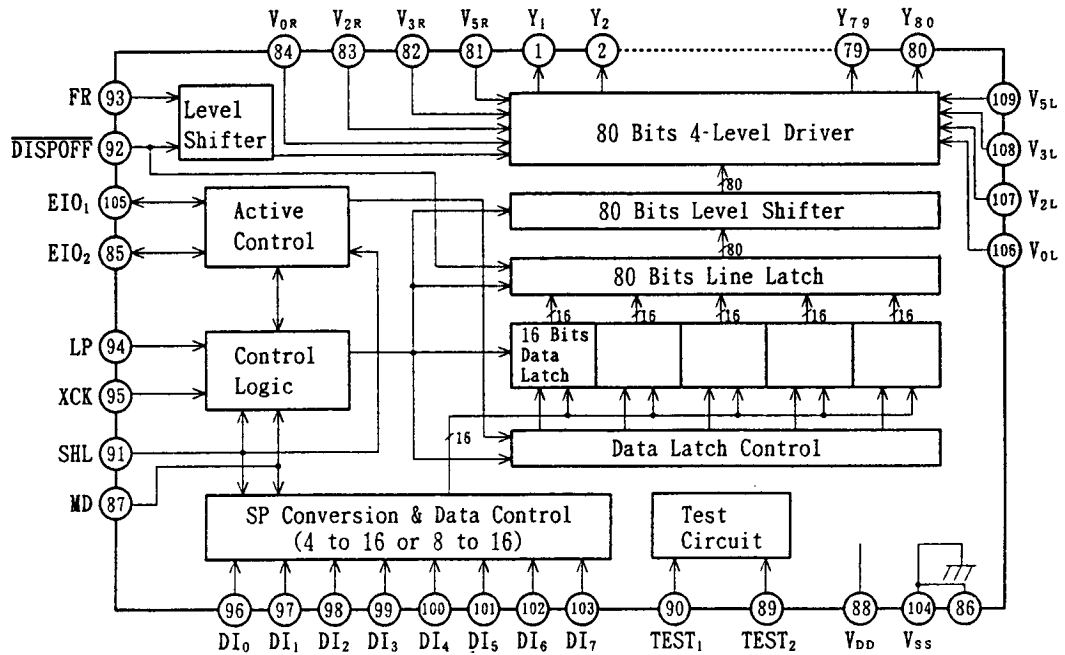 V0R V2R V3R V5R Y1 Y2 Y79 Y80
84 83 82 81 1 2 79 80
FR 93
Level
Shifter
DISPOFF 92
80 Bits 4-Level Driver
109 V5L
108 V3L
107 V2L
106 V0L
80
EIO1 105
EIO2 85
Active
Control
80 Bits Level Shifter
80
80 Bits Line Latch
16 16 16 16 16
LP 94
XCK 95
Control
Logic
16 Bits
Data
Latch
SHL 91
MD 87
16
Data Latch Control
SP Conversion & Data Control
(4 to 16 or 8 to 16)
Test
Circuit
96 97 98 99 100 101 102 103 90 89 88 104 86
DI0 DI1 DI2 DI3 DI4 DI5 DI6 DI7 TEST1 TEST2 VDD VSS